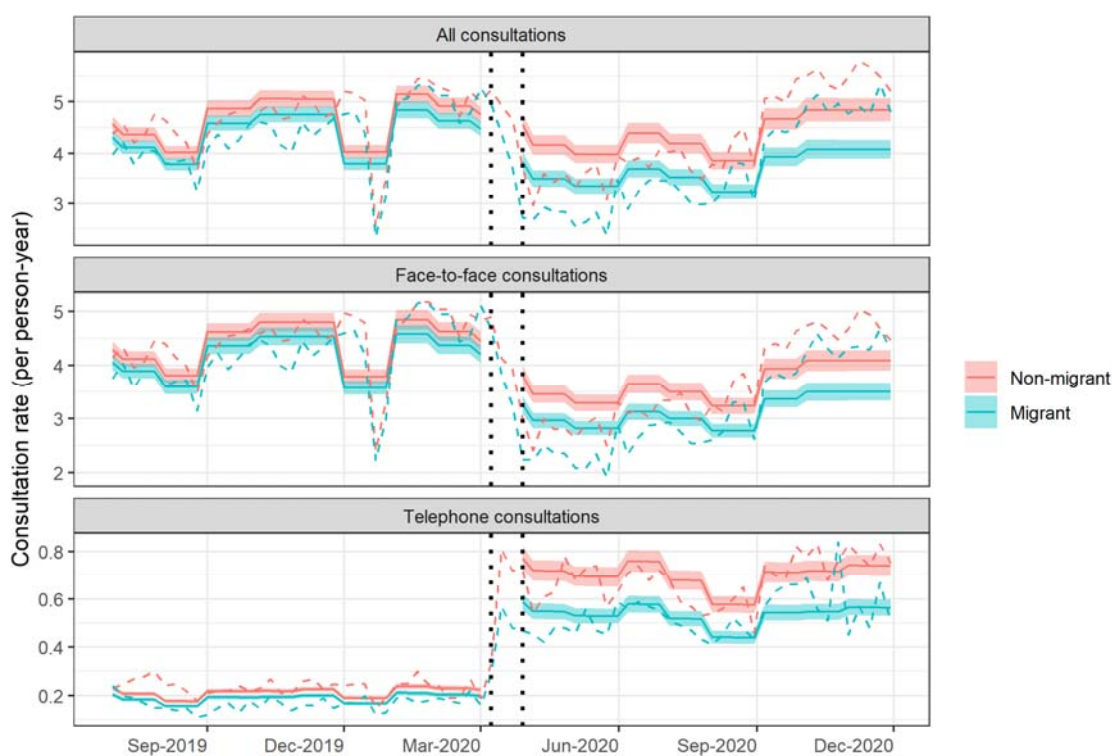 All consultations
5
4
3
Face-to-face consultations
5
4
3
2
Telephone consultations
0.8
0.6
0.4
0.2
Sep-2019 Dec-2019 Mar-2020 Jun-2020 Sep-2020 Dec-2020
Consultation rate (per person-year)
Non-migrant
Migrant